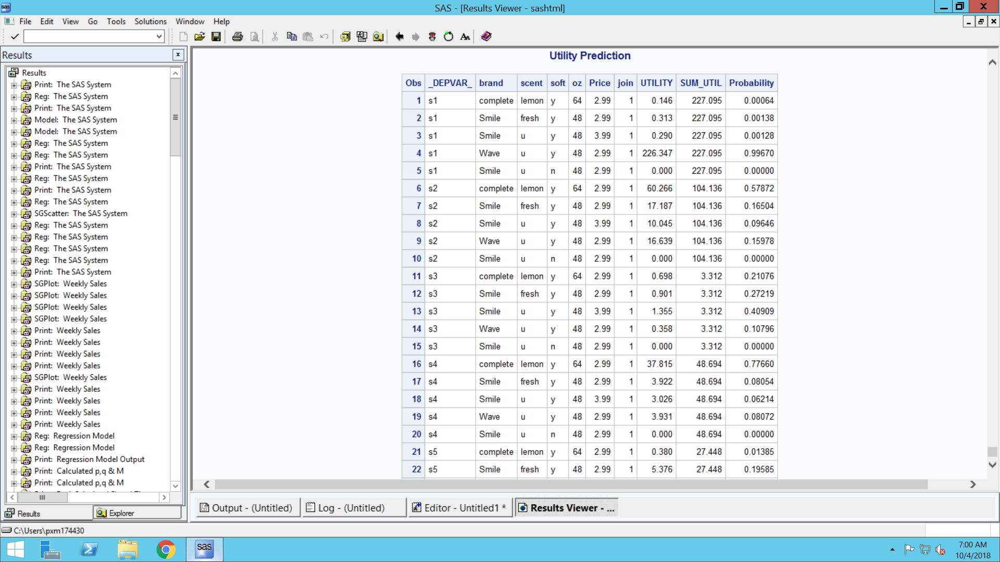 SAS - [Results Viewer - sashtml]
File Edit View Go Tools Solutions Window Help
Results
Results
Print: The SAS System
Reg: The SAS System
Print: The SAS System
Model: The SAS System
Model: The SAS System
Reg: The SAS System
Reg: The SAS System
Print: The SAS System
Reg: The SAS System
Print: The SAS System
Reg: The SAS System
SGScatter: The SAS System
Reg: The SAS System
Reg: The SAS System
Reg: The SAS System
Reg: The SAS System
Print: The SAS System
SGPlot: Weekly Sales
SGPlot: Weekly Sales
SGPlot: Weekly Sales
SGPlot: Weekly Sales
Print: Weekly Sales
Print: Weekly Sales
Print: Weekly Sales
Print: Weekly Sales
SGPlot: Weekly Sales
Print: Weekly Sales
Print: Weekly Sales
Print: Weekly Sales
Print: Weekly Sales
Reg: Regression Model
Reg: Regression Model
Print: Regression Model Output
Print: Calculated p,q & M
Print: Calculated p,q & M
Results Explorer
Utility Prediction
Obs _DEPVAR_ brand scent soft oz Price join UTILITY SUM_UTIL Probability
1 s1 complete lemon y 64 2.99 1 0.146 227.095 0.00064
2 s1 Smile fresh y 48 2.99 1 0.313 227.095 0.00138
3 s1 Smile u y 48 3.99 1 0.290 227.095 0.00128
4 s1 Wave u y 48 2.99 1 226.347 227.095 0.99670
5 s1 Smile u n 48 2.99 1 0.000 227.095 0.00000
6 s2 complete lemon y 64 2.99 1 60.266 104.136 0.57872
7 s2 Smile fresh y 48 2.99 1 17.187 104.136 0.16504
8 s2 Smile u y 48 3.99 1 10.045 104.136 0.09646
9 s2 Wave u y 48 2.99 1 16.639 104.136 0.15978
10 s2 Smile u n 48 2.99 1 0.000 104.136 0.00000
11 s3 complete lemon y 64 2.99 1 0.698 3.312 0.21076
12 s3 Smile fresh y 48 2.99 1 0.901 3.312 0.27219
13 s3 Smile u y 48 3.99 1 1.355 3.312 0.40909
14 s3 Wave u y 48 2.99 1 0.358 3.312 0.10796
15 s3 Smile u n 48 2.99 1 0.000 3.312 0.00000
16 s4 complete lemon y 64 2.99 1 37.815 48.694 0.77660
17 s4 Smile fresh y 48 2.99 1 3.922 48.694 0.08054
18 s4 Smile u y 48 3.99 1 3.026 48.694 0.06214
19 s4 Wave u y 48 2.99 1 3.931 48.694 0.08072
20 s4 Smile u n 48 2.99 1 0.000 48.694 0.00000
21 s5 complete lemon y 64 2.99 1 0.380 27.448 0.01385
22 s5 Smile fresh y 48 2.99 1 5.376 27.448 0.19585
Output - (Untitled) Log - (Untitled) Editor - Untitled1 * Results Viewer - ...
C:\Users\pxm174430
sas
7:00 AM
10/4/2018